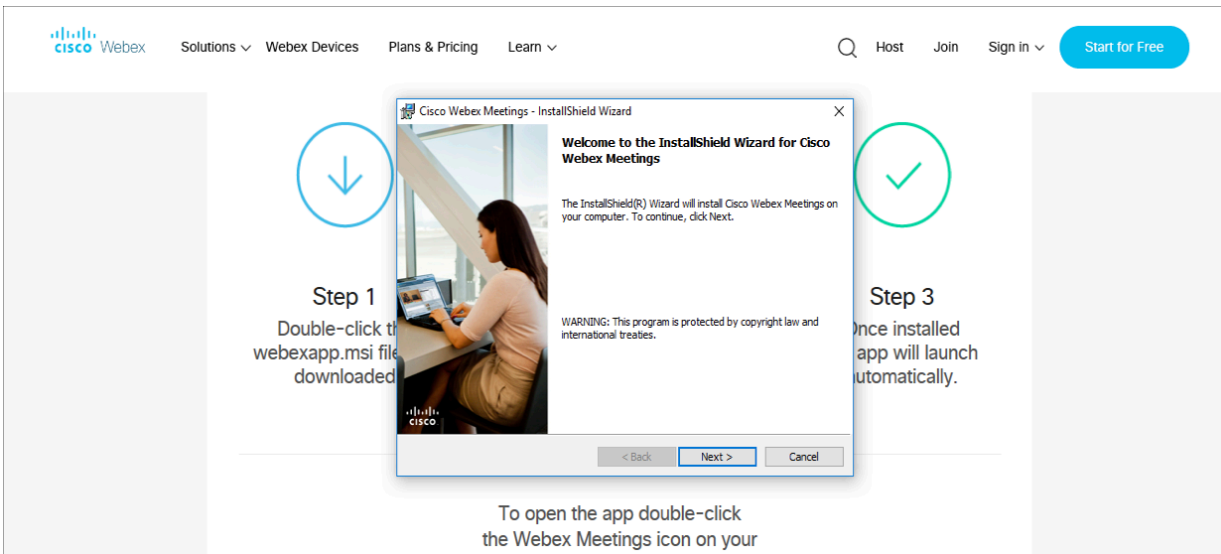 cisco Webex
Solutions
Webex Devices
Plans & Pricing
Learn
Host
Join
Sign in
Start for Free
Cisco Webex Meetings - InstallShield Wizard
Welcome to the InstallShield Wizard for Cisco
Webex Meetings
The InstallShield(R) Wizard will install Cisco Webex Meetings on
your computer. To continue, click Next.
WARNING: This program is protected by copyright law and
international treaties.
cisco
< Back
Next >
Cancel
Step 1
Double-click
webexapp.msi
downloaded
Step 3
installed
app will launch
To open the app double-click
the Webex Meetings icon on your